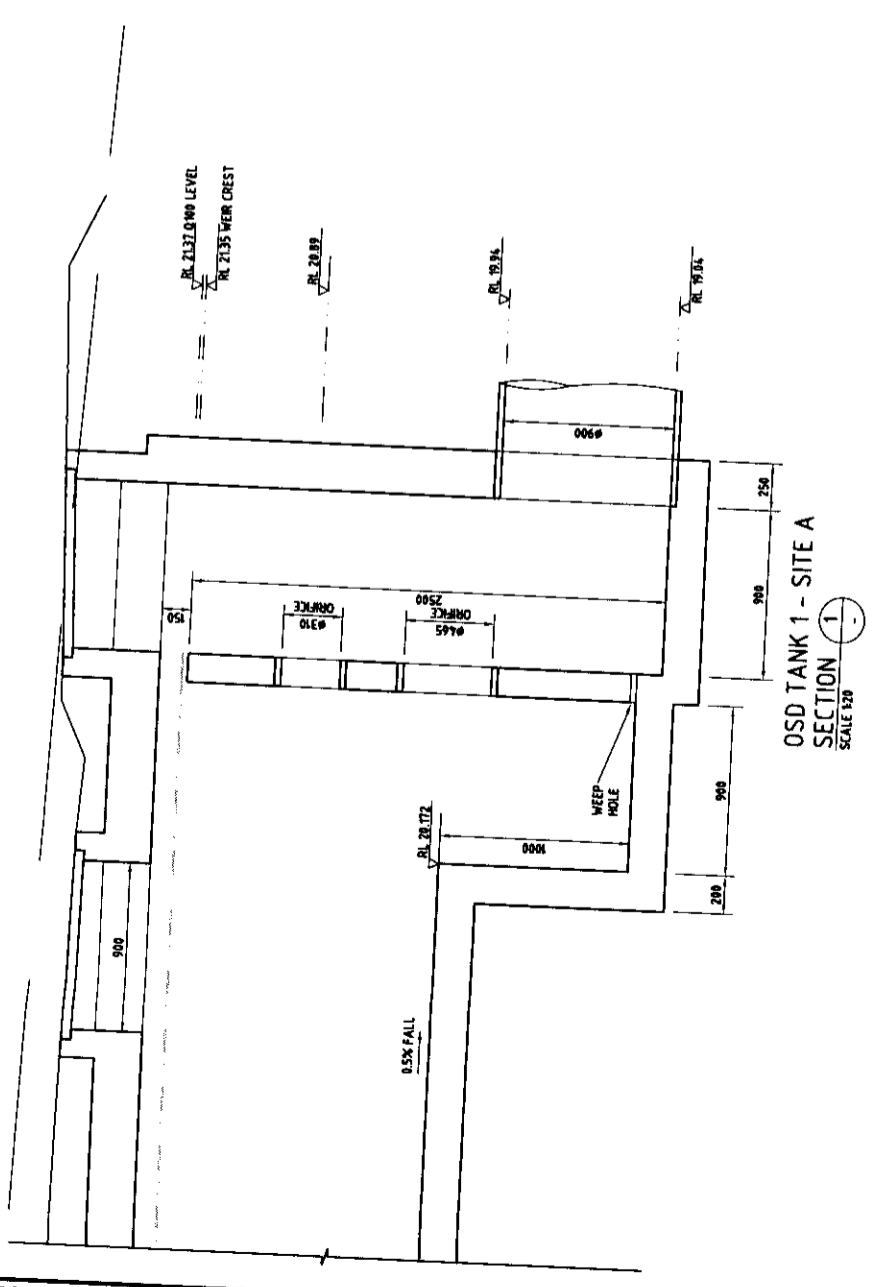 RL 21.37 Q100 LEVEL
RL 21.35 WEIR CREST
RL 20.89
RL 19.94
RL 19.04
150
2500
ø310
ORIFICE
ø465
ORIFICE
ø900
900
RL 20.172
1000
WEEP
HOLE
0.5% FALL
200
900
900
250
OSD TANK 1 - SITE A
SECTION 1
-
SCALE 1:20